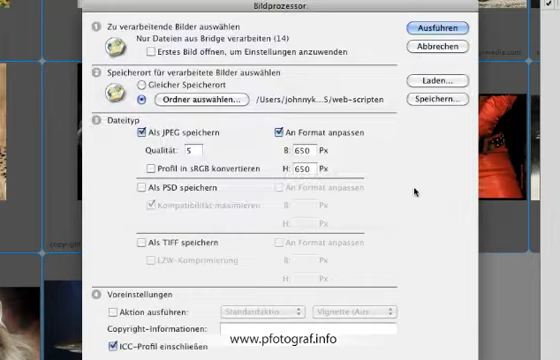 Bildprozessor
1 Zu verarbeitende Bilder auswählen
Nur Dateien aus Bridge verarbeiten (14)
Erstes Bild öffnen, um Einstellungen anzuwenden
Ausführen
Abbrechen
2 Speicherort für verarbeitete Bilder auswählen
Gleicher Speicherort
Ordner auswählen... /Users/johnnyk...S/web-scripten
Laden...
Speichern...
3 Dateityp
Als JPEG speichern An Format anpassen
Qualität: 5 B: 650 Px
Profil in sRGB konvertieren H: 650 Px
Als PSD speichern An Format anpassen
Kompatibilität maximieren B: Px
H: Px
Als TIFF speichern An Format anpassen
LZW-Komprimierung B: Px
H: Px
4 Voreinstellungen
Aktion ausführen: Standardaktio Vignette (Aus
Copyright-Informationen:
ICC-Profil einschließen
www.pfotograf.info